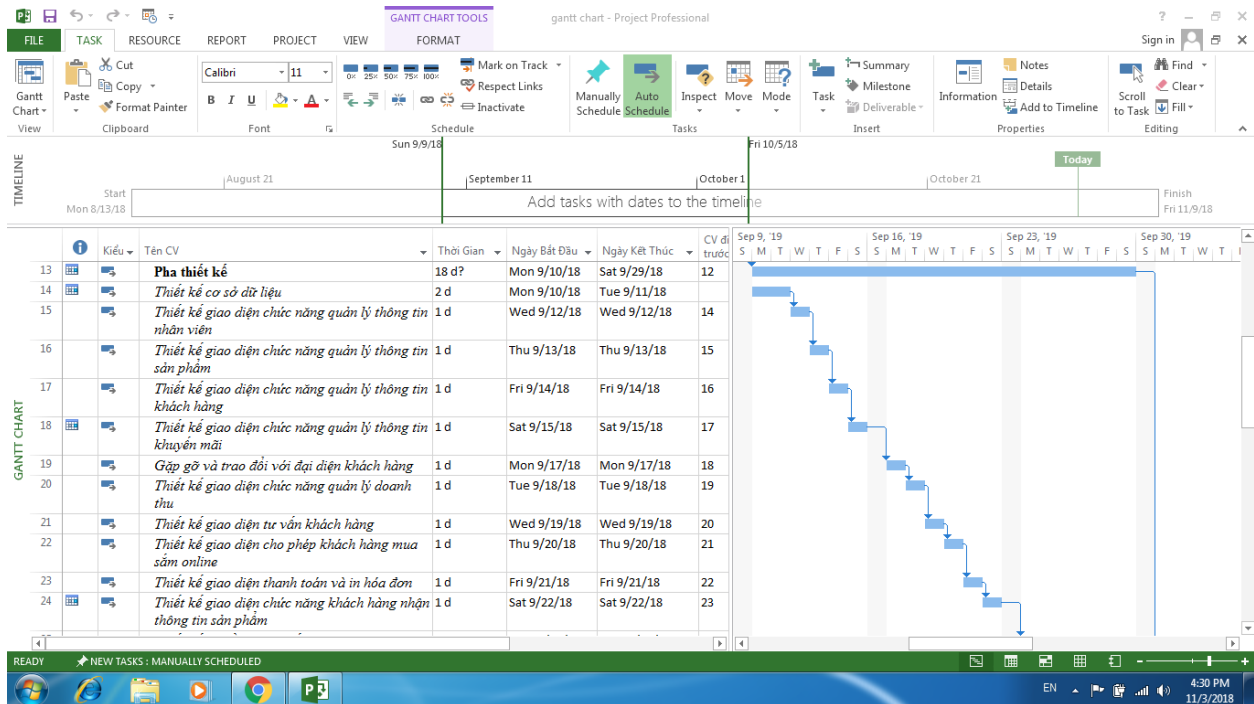 GANTT CHART TOOLS gantt chart - Project Professional ?
FILE TASK RESOURCE REPORT PROJECT VIEW FORMAT Sign in
Cut Calibri 11 0× 25× 50× 75× 100× Mark on Track Summary Notes Find
Copy Respect Links Milestone Details Clear
Gantt Chart Paste Format Painter B I U A Inactivate Manually Schedule Auto Schedule Inspect Move Mode Task Deliverable Information Add to Timeline Scroll to Task Fill
View Clipboard Font Schedule Tasks Insert Properties Editing
Sun 9/9/18 Fri 10/5/18
Today
TIMELINE
August 21 September 11 October 1 October 21
Start Mon 8/13/18 Add tasks with dates to the timeline Finish Fri 11/9/18
Kiểu Tên CV Thời Gian Ngày Bắt Đầu Ngày Kết Thúc CV đi trước
Sep 9, '19 Sep 16, '19 Sep 23, '19 Sep 30, '19
S M T W T F S S M T W T F S S M T W T F S S M T W T
GANTT CHART
13 Pha thiết kế 18 d? Mon 9/10/18 Sat 9/29/18 12
14 Thiết kế cơ sở dữ liệu 2 d Mon 9/10/18 Tue 9/11/18
15 Thiết kế giao diện chức năng quản lý thông tin 1 d Wed 9/12/18 Wed 9/12/18 14
nhân viên
16 Thiết kế giao diện chức năng quản lý thông tin 1 d Thu 9/13/18 Thu 9/13/18 15
sản phẩm
17 Thiết kế giao diện chức năng quản lý thông tin 1 d Fri 9/14/18 Fri 9/14/18 16
khách hàng
18 Thiết kế giao diện chức năng quản lý thông tin 1 d Sat 9/15/18 Sat 9/15/18 17
khuyến mãi
19 Gặp gỡ và trao đổi với đại diện khách hàng 1 d Mon 9/17/18 Mon 9/17/18 18
20 Thiết kế giao diện chức năng quản lý doanh 1 d Tue 9/18/18 Tue 9/18/18 19
thu
21 Thiết kế giao diện tư vấn khách hàng 1 d Wed 9/19/18 Wed 9/19/18 20
22 Thiết kế giao diện cho phép khách hàng mua 1 d Thu 9/20/18 Thu 9/20/18 21
sắm online
23 Thiết kế giao diện thanh toán và in hóa đơn 1 d Fri 9/21/18 Fri 9/21/18 22
24 Thiết kế giao diện chức năng khách hàng nhận 1 d Sat 9/22/18 Sat 9/22/18 23
thông tin sản phẩm
READY NEW TASKS : MANUALLY SCHEDULED
EN 4:30 PM
11/3/2018